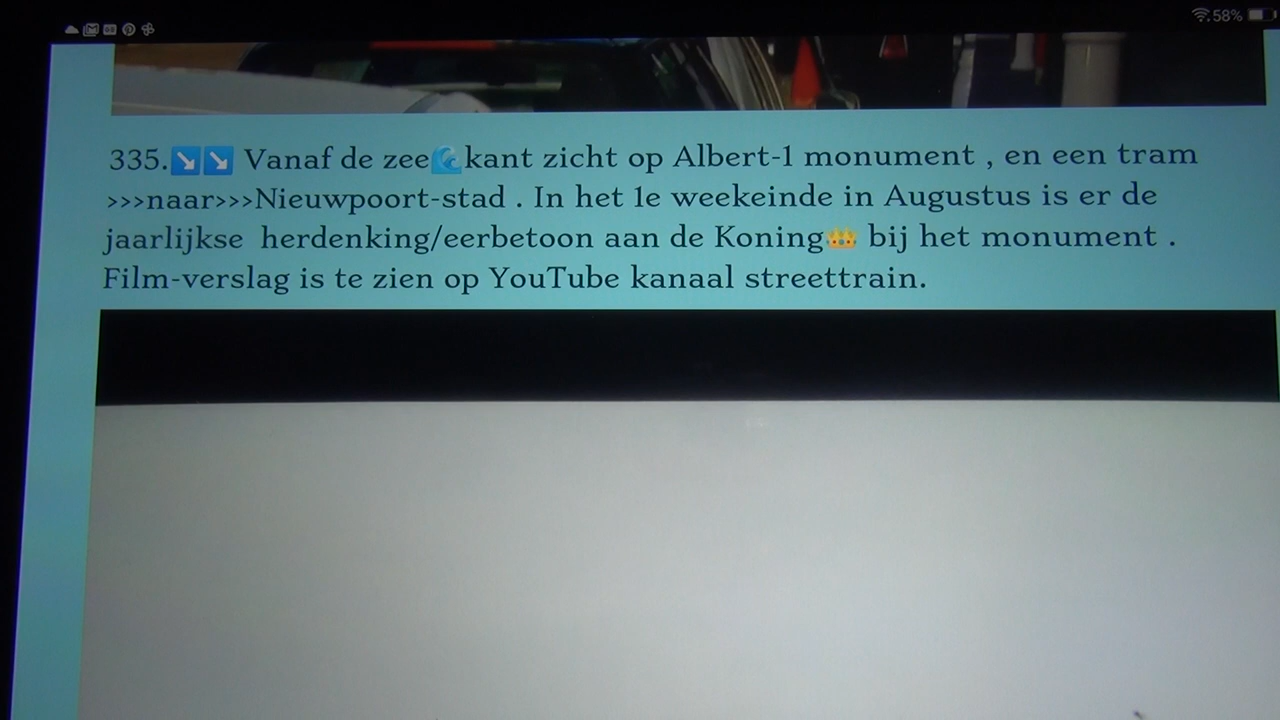 58%
335.↘️↘️ Vanaf de zee🌊kant zicht op Albert-1 monument , en een tram
>>>naar>>>Nieuwpoort-stad . In het 1e weekeinde in Augustus is er de
jaarlijkse herdenking/eerbetoon aan de Koning👑 bij het monument .
Film-verslag is te zien op YouTube kanaal streettrain.